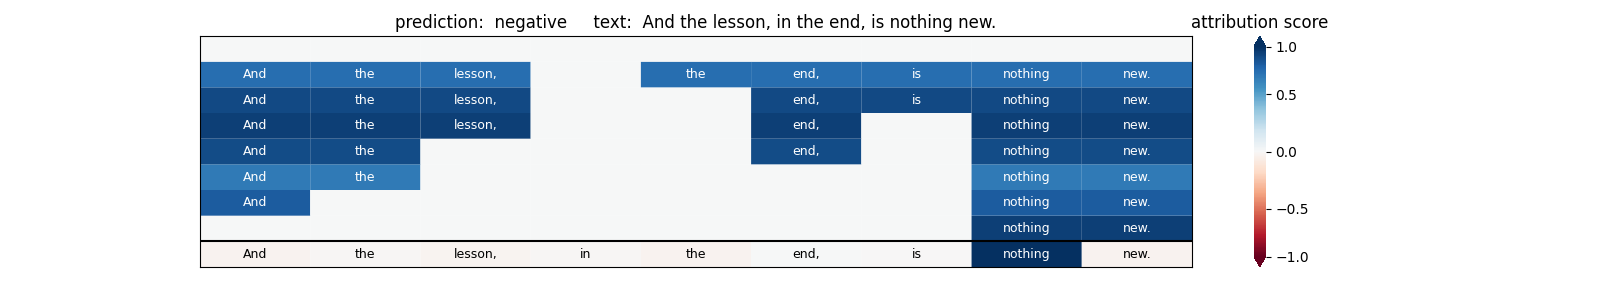 prediction:  negative     text:  And the lesson, in the end, is nothing new.
attribution score
And the lesson, the end, is nothing new.
And the lesson, end, is nothing new.
And the lesson, end, nothing new.
And the end, nothing new.
And the nothing new.
And nothing new.
nothing new.
And the lesson, in the end, is nothing new.
1.0
0.5
0.0
−0.5
−1.0